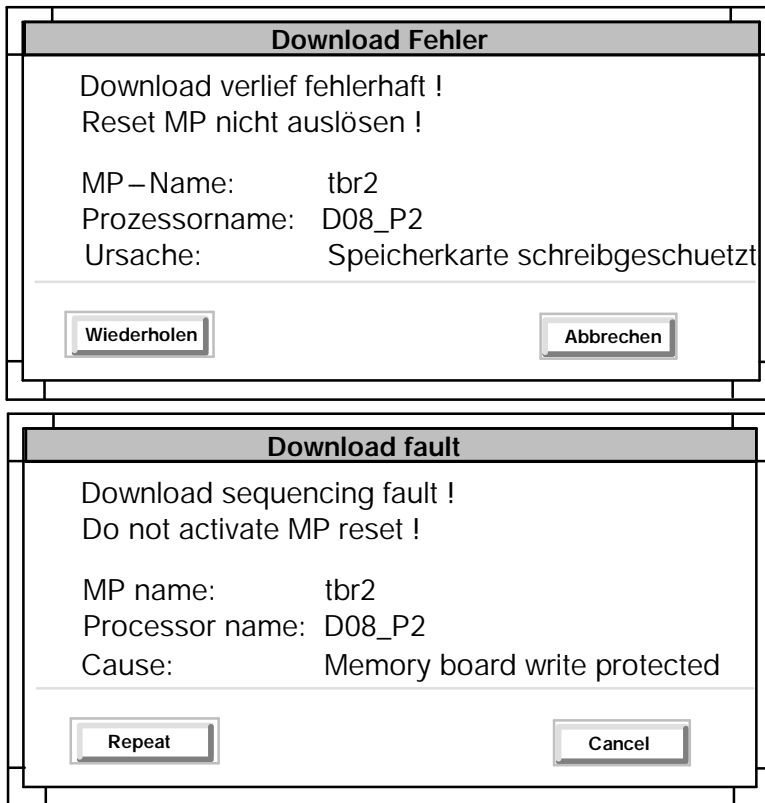 Download Fehler
Download verlief fehlerhaft !
Reset MP nicht auslösen !
MP–Name: tbr2
Prozessorname: D08_P2
Ursache: Speicherkarte schreibgeschuetzt
Wiederholen Abbrechen
Download fault
Download sequencing fault !
Do not activate MP reset !
MP name: tbr2
Processor name: D08_P2
Cause: Memory board write protected
Repeat Cancel